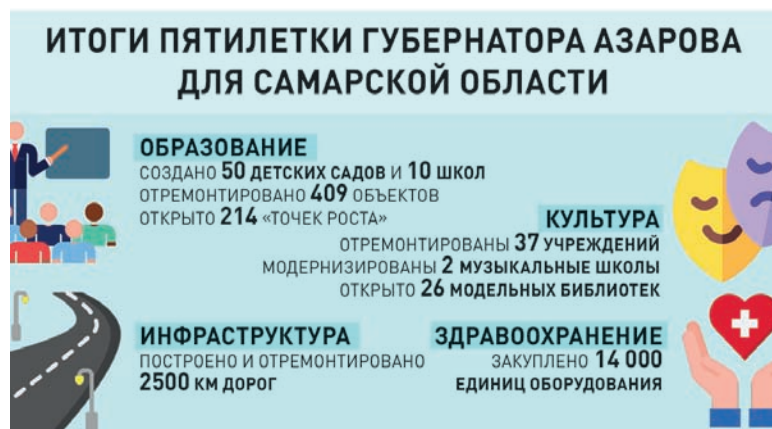 ИТОГИ ПЯТИЛЕТКИ ГУБЕРНАТОРА АЗАРОВА
ДЛЯ САМАРСКОЙ ОБЛАСТИ
ОБРАЗОВАНИЕ
СОЗДАНО 50 ДЕТСКИХ САДОВ И 10 ШКОЛ
ОТРЕМОНТИРОВАНО 409 ОБЪЕКТОВ
ОТКРЫТО 214 «ТОЧЕК РОСТА»
КУЛЬТУРА
ОТРЕМОНТИРОВАНЫ 37 УЧРЕЖДЕНИЙ
МОДЕРНИЗИРОВАНЫ 2 МУЗЫКАЛЬНЫЕ ШКОЛЫ
ОТКРЫТО 26 МОДЕЛЬНЫХ БИБЛИОТЕК
ИНФРАСТРУКТУРА
ПОСТРОЕНО И ОТРЕМОНТИРОВАНО
2500 КМ ДОРОГ
ЗДРАВООХРАНЕНИЕ
ЗАКУПЛЕНО 14 000
ЕДИНИЦ ОБОРУДОВАНИЯ